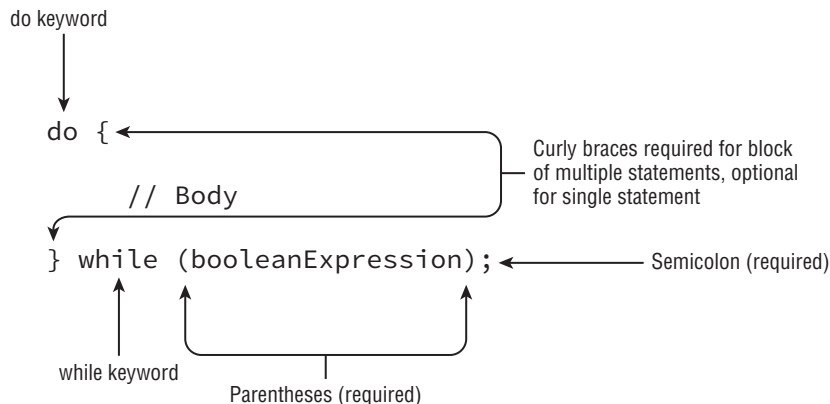 do keyword
do {
Curly braces required for block
of multiple statements, optional
for single statement
// Body
} while (booleanExpression);
Semicolon (required)
while keyword
Parentheses (required)